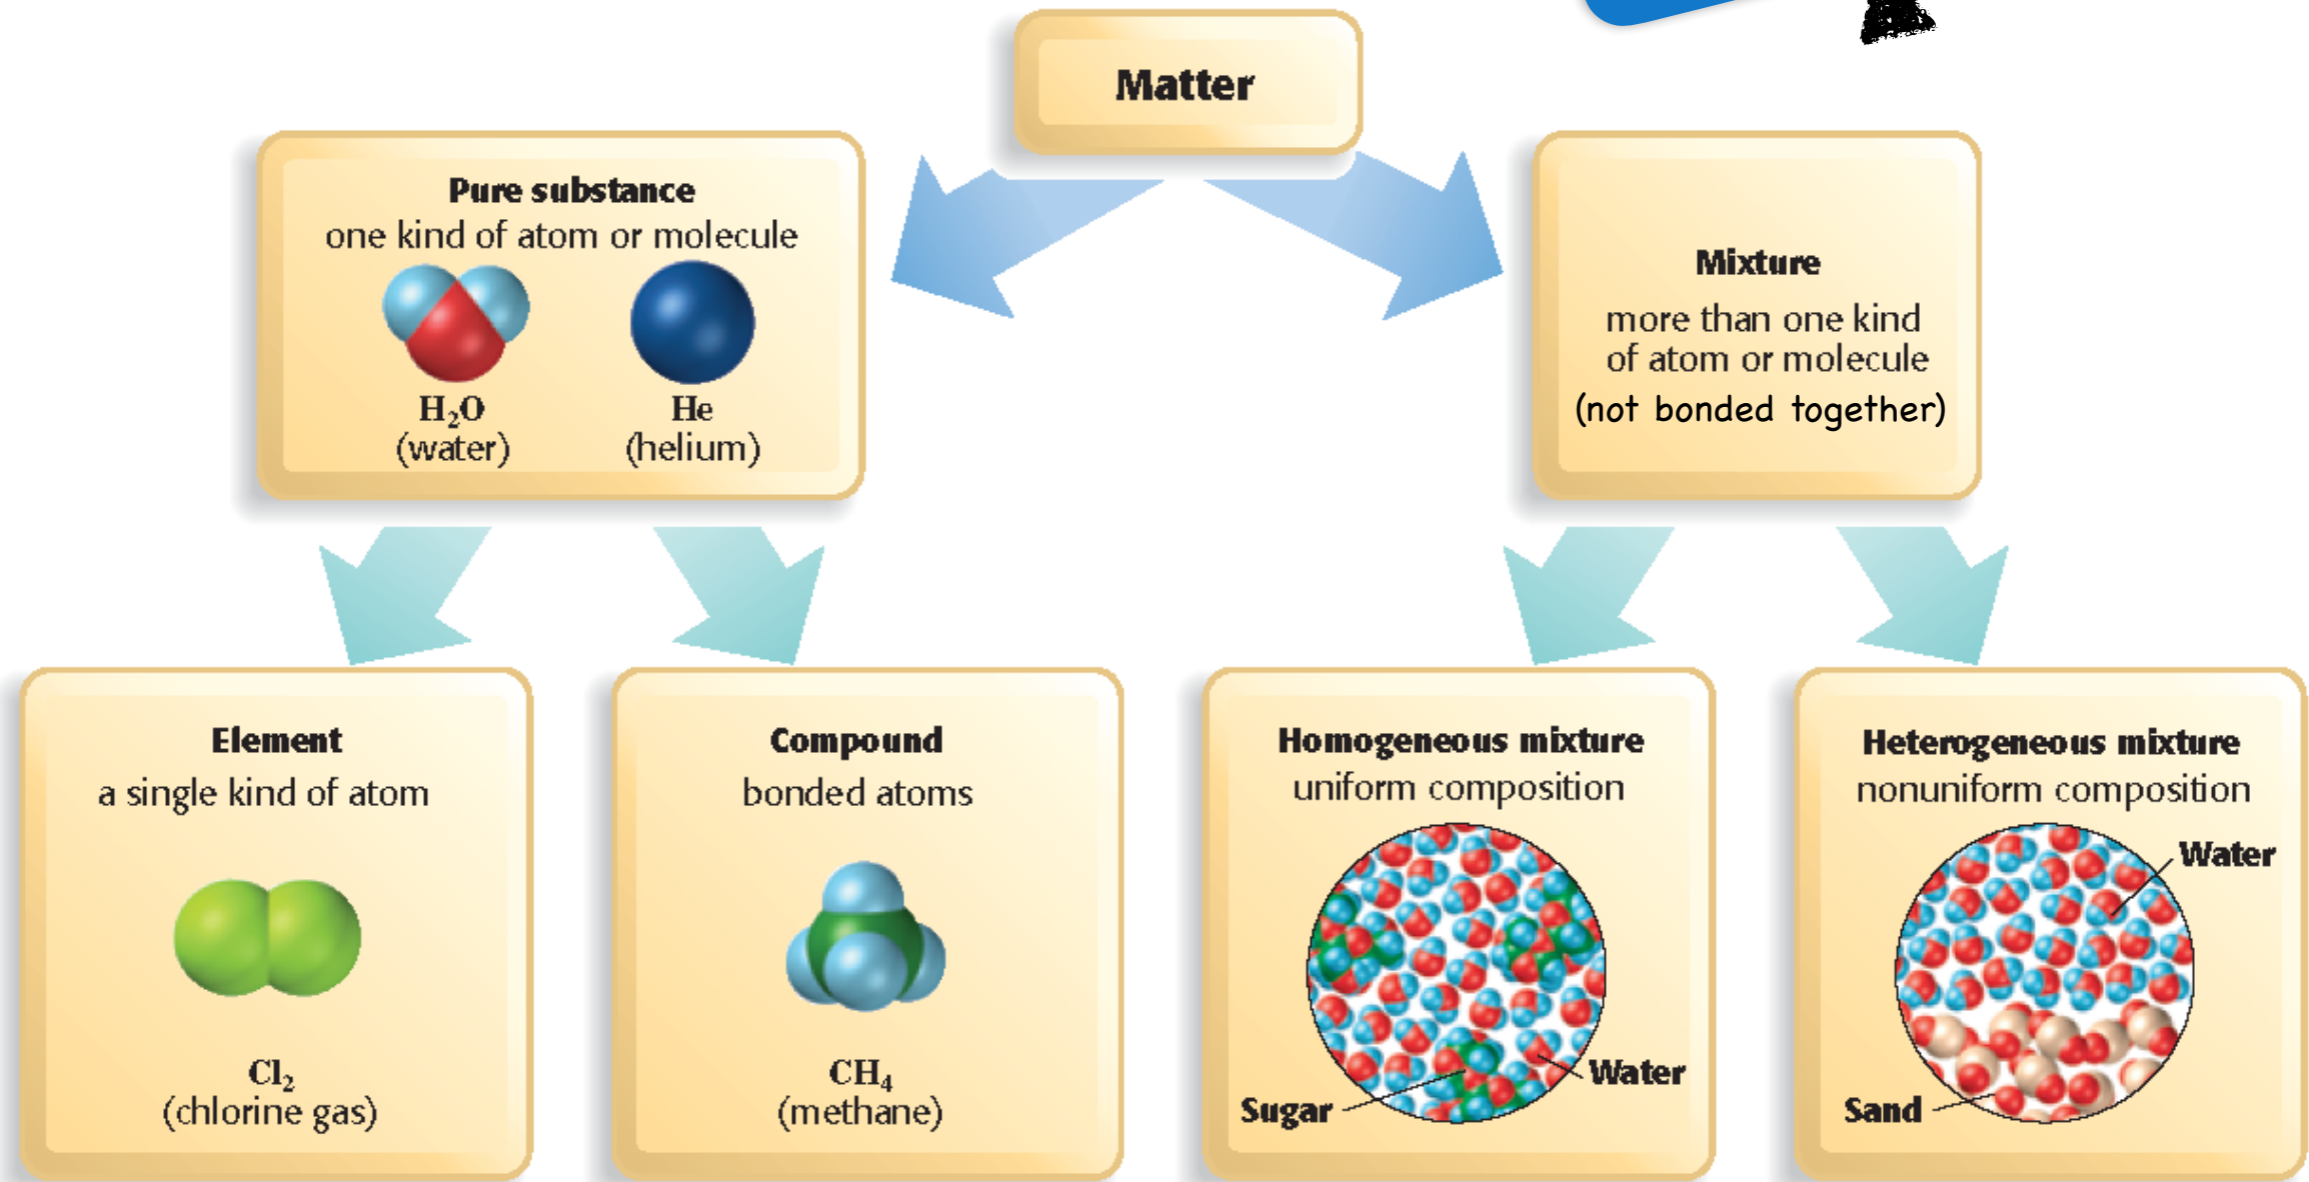 Matter
Pure substance
one kind of atom or molecule
H₂O
(water)
He
(helium)
Mixture
more than one kind
of atom or molecule
(not bonded together)
Element
a single kind of atom
Cl₂
(chlorine gas)
Compound
bonded atoms
CH₄
(methane)
Homogeneous mixture
uniform composition
Water
Sugar
Heterogeneous mixture
nonuniform composition
Water
Sand